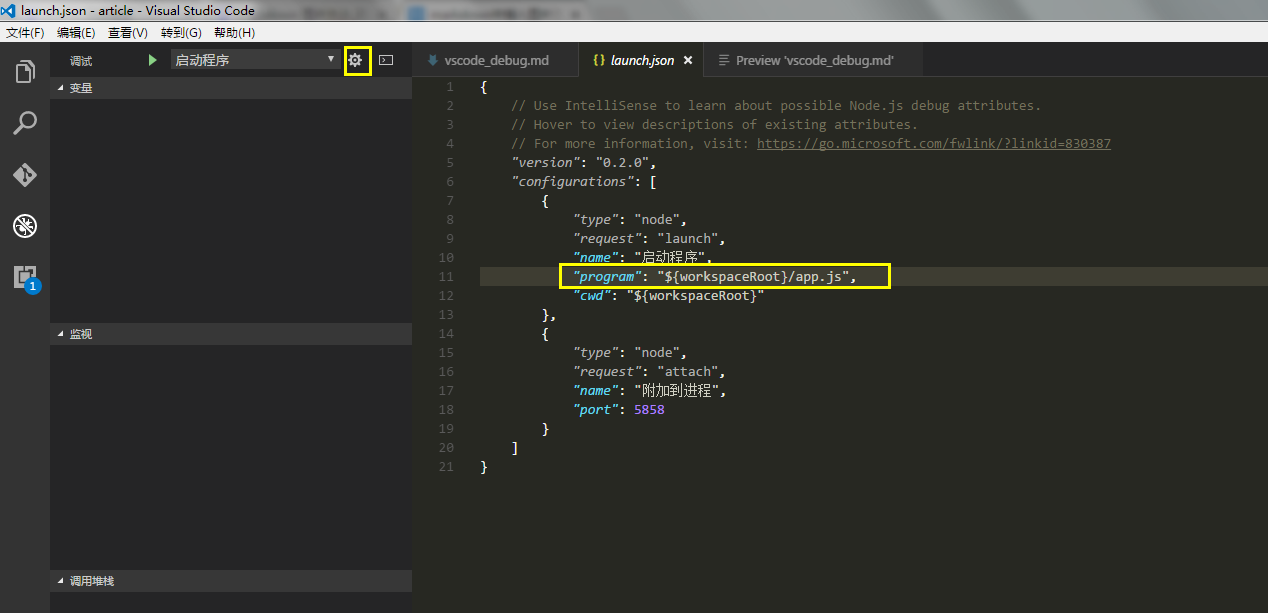 launch.json - article - Visual Studio Code
文件(F) 编辑(E) 查看(V) 转到(G) 帮助(H)
调试 启动程序
vscode_debug.md launch.json Preview 'vscode_debug.md'
变量
监视
调用堆栈
1
1 {
2 // Use IntelliSense to learn about possible Node.js debug attributes.
3 // Hover to view descriptions of existing attributes.
4 // For more information, visit: https://go.microsoft.com/fwlink/?linkid=830387
5 "version": "0.2.0",
6 "configurations": [
7 {
8 "type": "node",
9 "request": "launch",
10 "name": "启动程序",
11 "program": "${workspaceRoot}/app.js",
12 "cwd": "${workspaceRoot}"
13 },
14 {
15 "type": "node",
16 "request": "attach",
17 "name": "附加到进程",
18 "port": 5858
19 }
20 ]
21 }